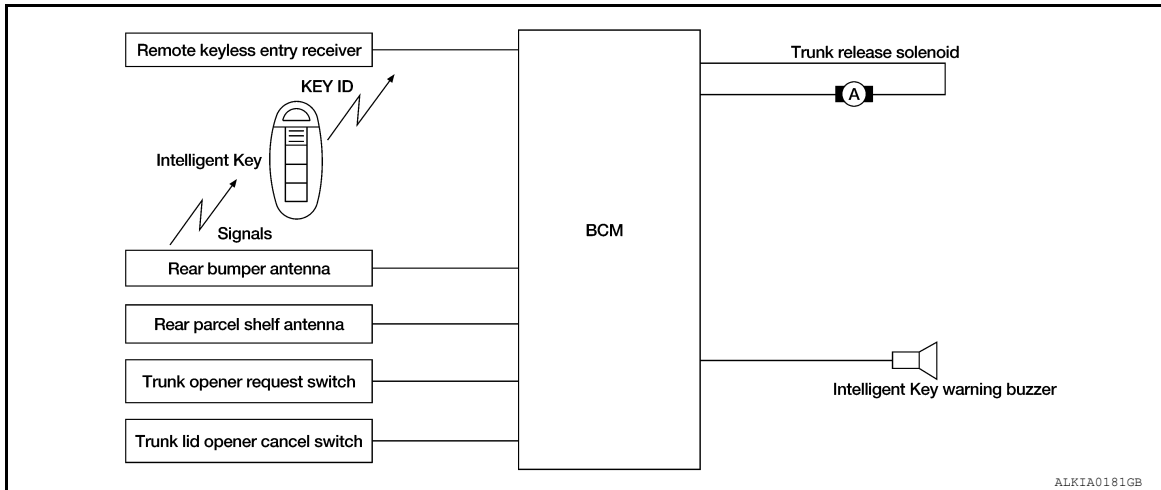 Remote keyless entry receiver
KEY ID
Intelligent Key
Signals
Rear bumper antenna
Rear parcel shelf antenna
Trunk opener request switch
Trunk lid opener cancel switch
BCM
Trunk release solenoid
A
Intelligent Key warning buzzer
ALKIA0181GB